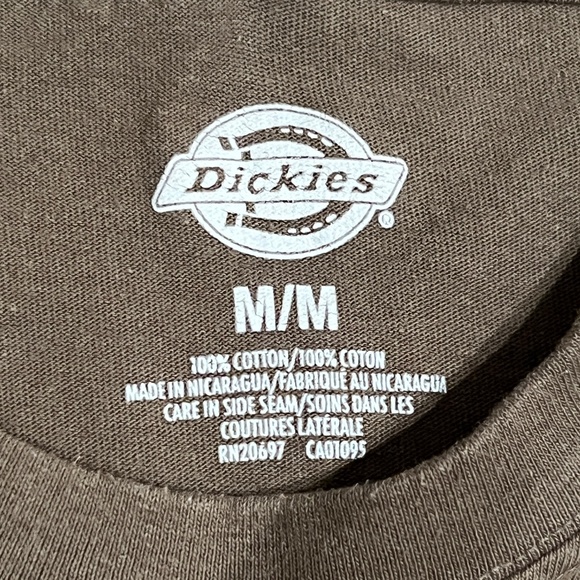 Dickies
®
M/M
100% COTTON/100% COTON
MADE IN NICARAGUA/FABRIQUÉ AU NICARAGUA
CARE IN SIDE SEAM/SOINS DANS LES
COUTURES LATÉRALE
RN20697 CA01095